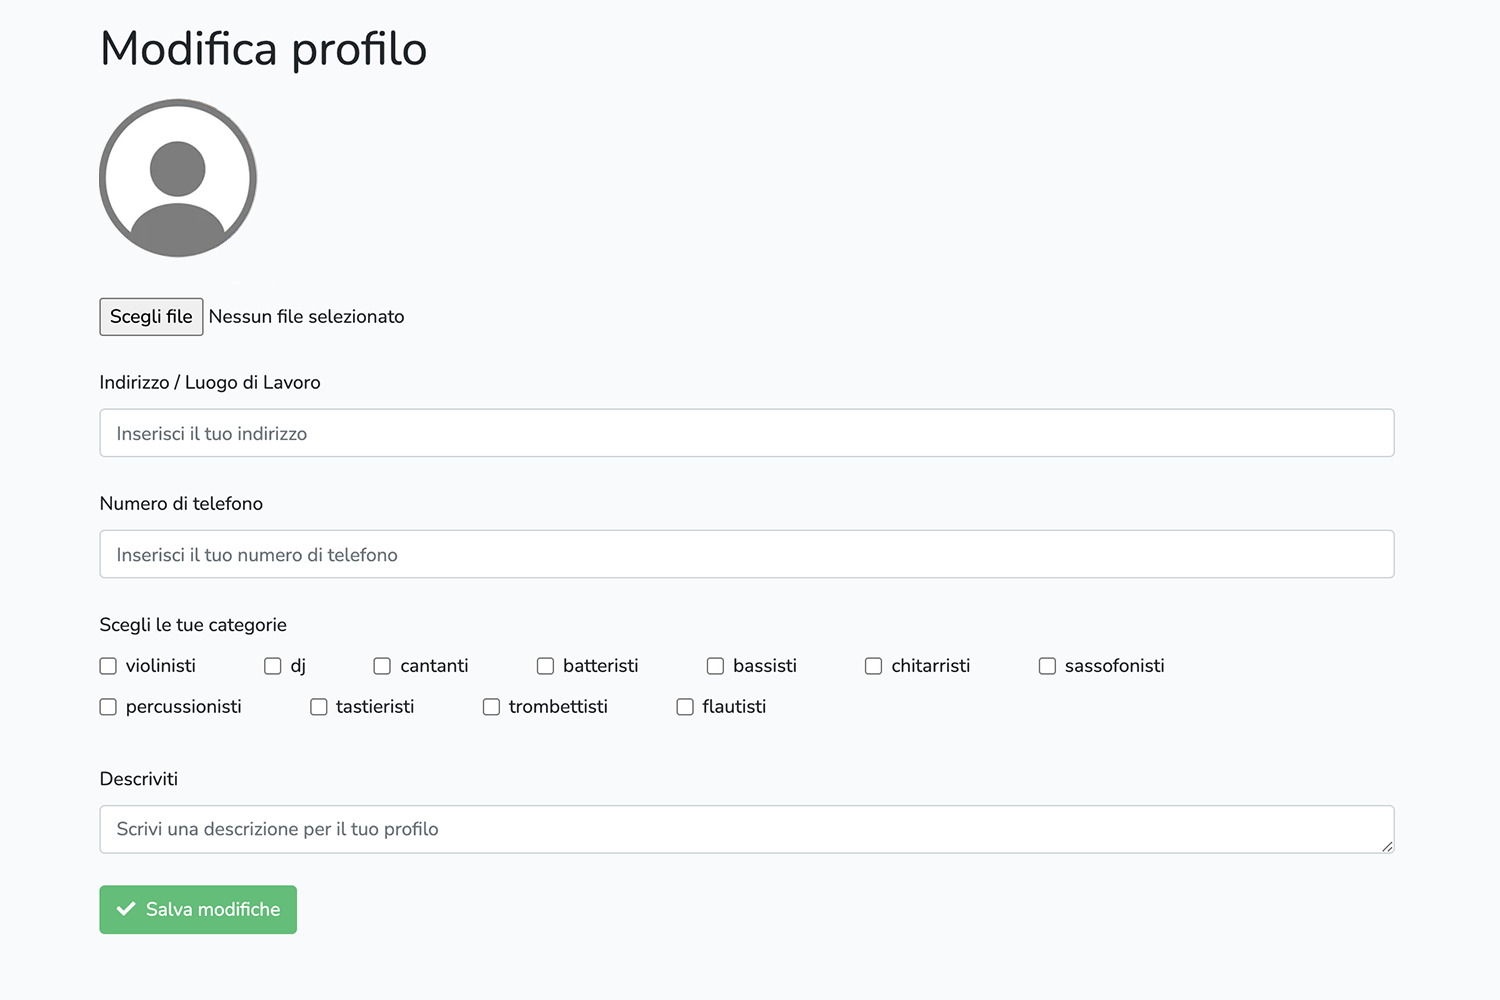 Modifica profilo
Scegli file Nessun file selezionato
Indirizzo / Luogo di Lavoro
Inserisci il tuo indirizzo
Numero di telefono
Inserisci il tuo numero di telefono
Scegli le tue categorie
violinisti dj cantanti batteristi bassisti chitarristi sassofonisti
percussionisti tastieristi trombettisti flautisti
Descriviti
Scrivi una descrizione per il tuo profilo
Salva modifiche